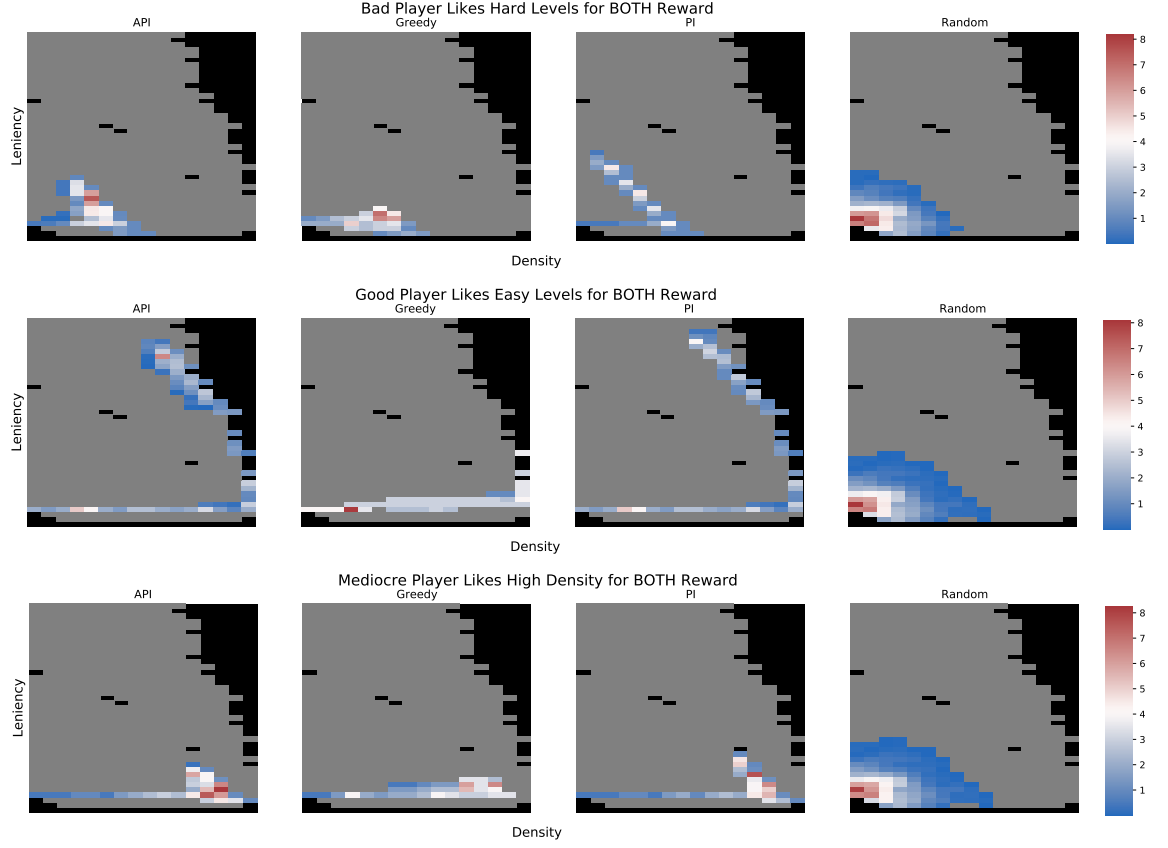 Bad Player Likes Hard Levels for BOTH Reward
API Greedy PI Random
Leniency
8
7
6
5
4
3
2
1
Density
Good Player Likes Easy Levels for BOTH Reward
API Greedy PI Random
Leniency
8
7
6
5
4
3
2
1
Density
Mediocre Player Likes High Density for BOTH Reward
API Greedy PI Random
Leniency
8
7
6
5
4
3
2
1
Density